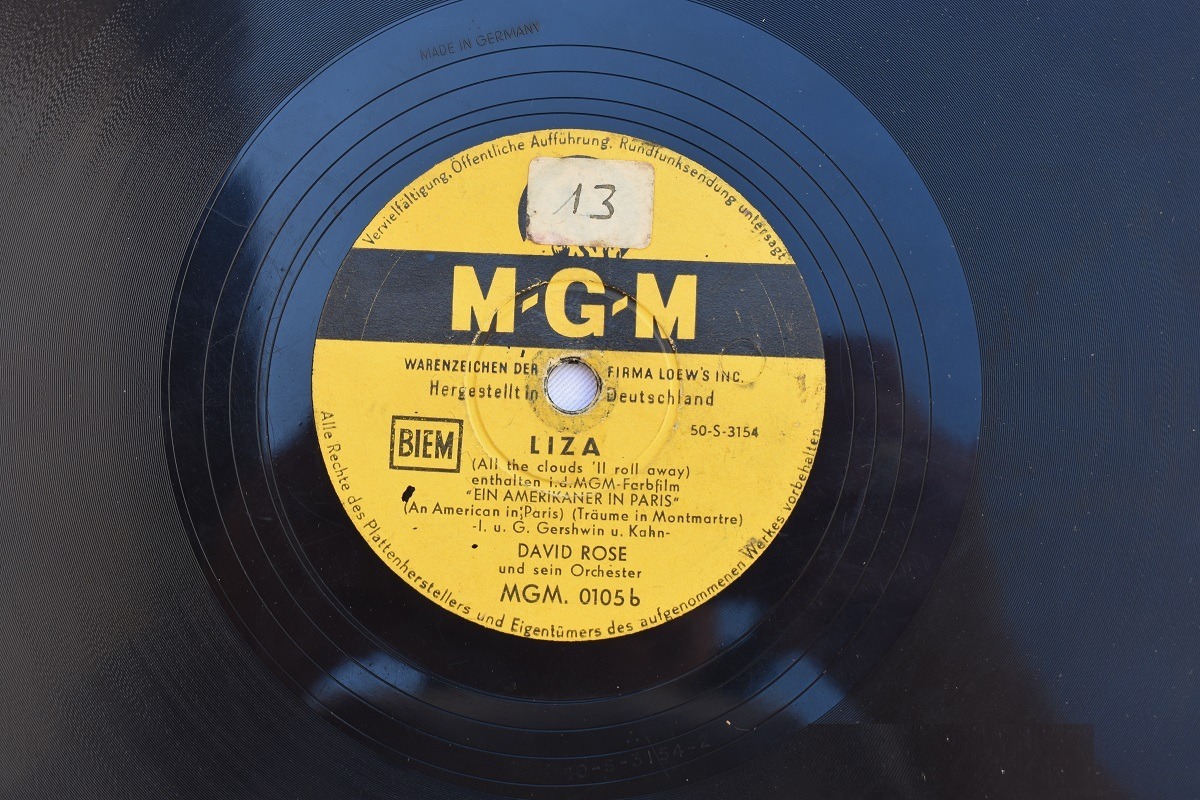 MADE IN GERMANY
Vervielfältigung, Öffentliche Aufführung. Rundfunksendung untersagt
13
M-G-M
WARENZEICHEN DER FIRMA LOEW'S INC.
Hergestellt in Deutschland
50-S-3154
BIEM
LIZA
(All the clouds 'll roll away)
enthalten i.d.MGM-Farbfilm
"EIN AMERIKANER IN PARIS"
(An American in Paris) (Träume in Montmartre)
-I. u. G. Gershwin u. Kahn-
DAVID ROSE
und sein Orchester
MGM. 0105 b
Alle Rechte des Plattenherstellers und Eigentümers des aufgenommenen Werkes vorbehalten